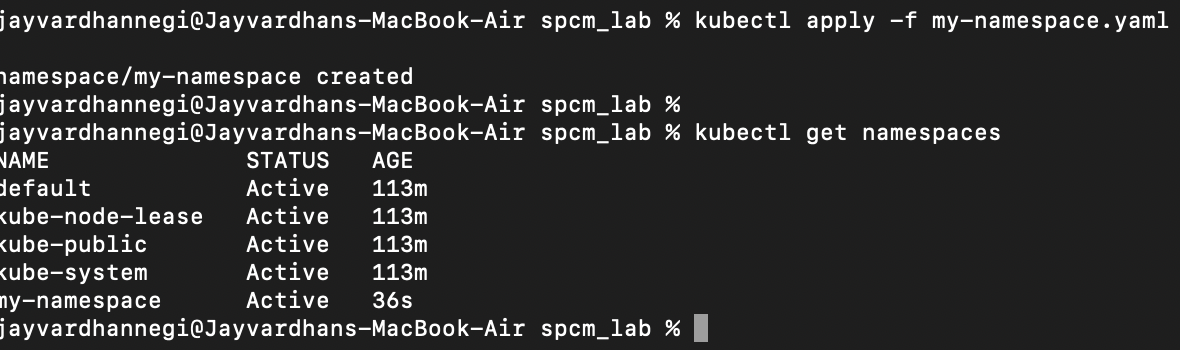 jayvardhannegi@Jayvardhans-MacBook-Air spcm_lab % kubectl apply -f my-namespace.yaml
namespace/my-namespace created
jayvardhannegi@Jayvardhans-MacBook-Air spcm_lab %
jayvardhannegi@Jayvardhans-MacBook-Air spcm_lab % kubectl get namespaces
NAME STATUS AGE
default Active 113m
kube-node-lease Active 113m
kube-public Active 113m
kube-system Active 113m
my-namespace Active 36s
jayvardhannegi@Jayvardhans-MacBook-Air spcm_lab %